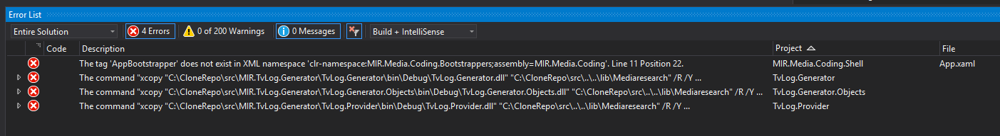 Error List
Entire Solution 4 Errors 0 of 200 Warnings 0 Messages Build + IntelliSense
Code Description Project File
The tag 'AppBootstrapper' does not exist in XML namespace 'clr-namespace:MIR.Media.Coding.Bootstrappers;assembly=MIR.Media.Coding'. Line 11 Position 22. MIR.Media.Coding.Shell App.xaml
The command "xcopy "C:\CloneRepo\src\MIR.TvLog.Generator\TvLog.Generator\bin\Debug\TvLog.Generator.dll" "C:\CloneRepo\src\..\..\lib\Mediaresearch" /R /Y ... TvLog.Generator
The command "xcopy "C:\CloneRepo\src\MIR.TvLog.Generator\TvLog.Generator.Objects\bin\Debug\TvLog.Generator.Objects.dll" "C:\CloneRepo\src\..\..\lib\Mediaresearch" /R /Y ... TvLog.Generator.Objects
The command "xcopy "C:\CloneRepo\src\MIR.TvLog.Generator\TvLog.Provider\bin\Debug\TvLog.Provider.dll" "C:\CloneRepo\src\..\..\lib\Mediaresearch" /R /Y ... TvLog.Provider